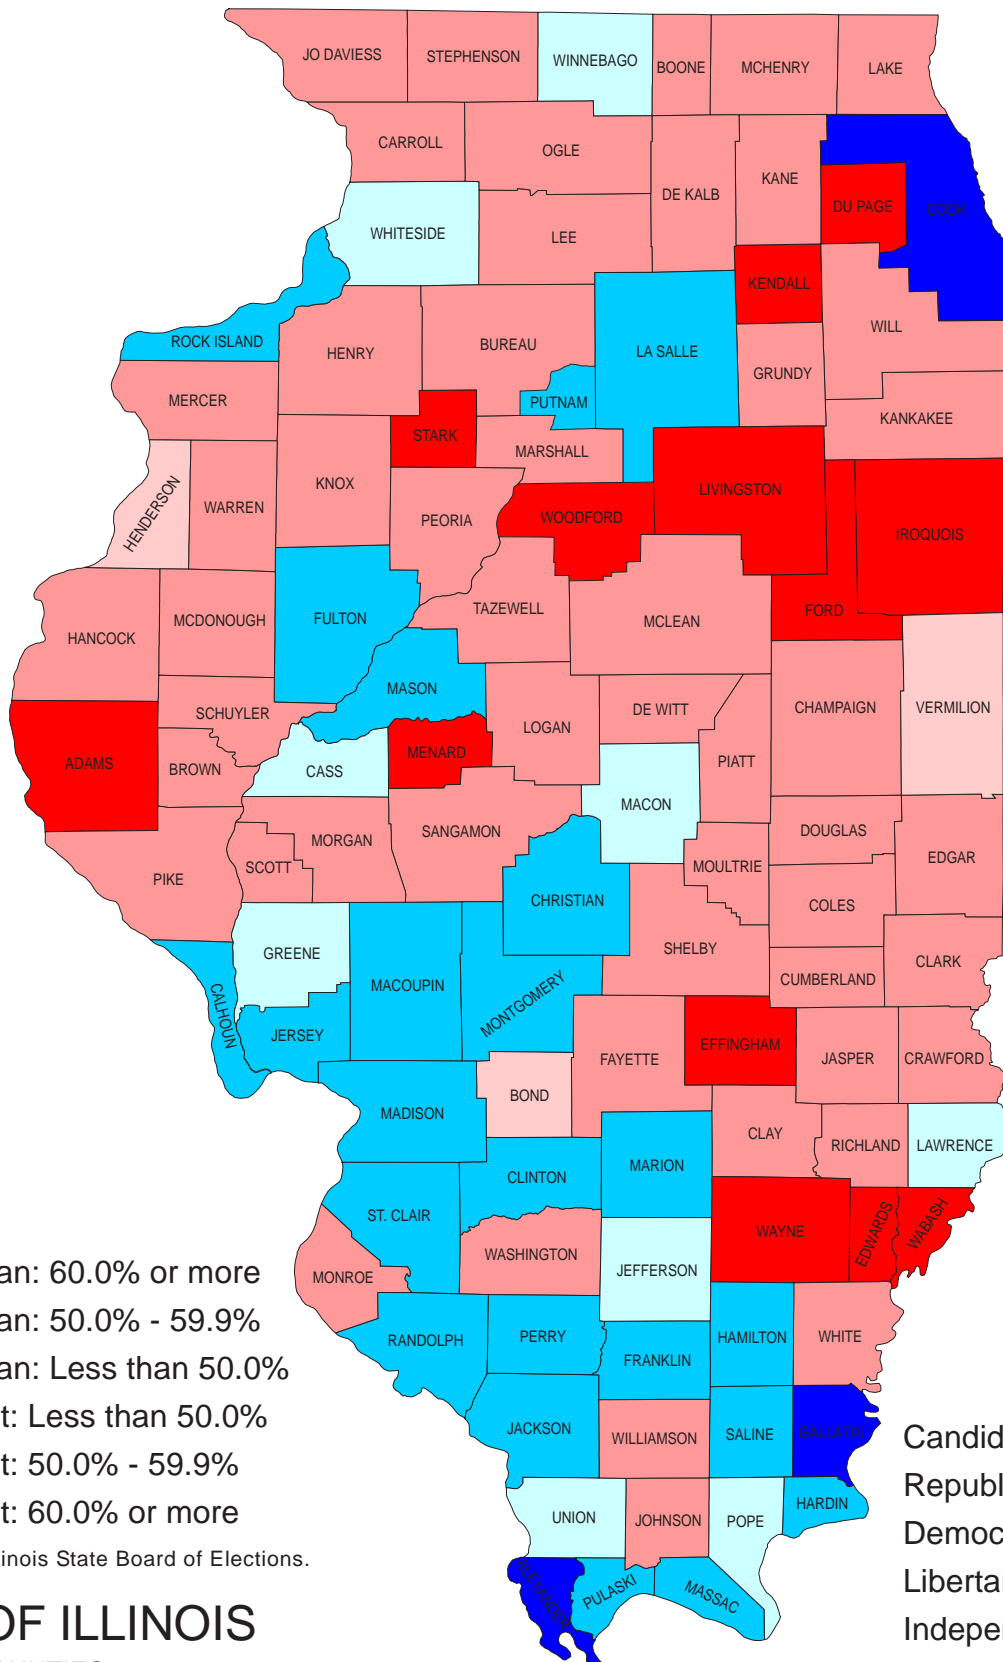 JO DAVIESS
STEPHENSON
WINNEBAGO
BOONE
MCHENRY
LAKE
CARROLL
OGLE
DE KALB
KANE
DU PAGE
COOK
WHITESIDE
LEE
KENDALL
WILL
ROCK ISLAND
HENRY
BUREAU
LA SALLE
GRUNDY
PUTNAM
MERCER
STARK
KANKAKEE
MARSHALL
HENDERSON
WARREN
KNOX
PEORIA
WOODFORD
LIVINGSTON
IROQUOIS
HANCOCK
MCDONOUGH
FULTON
TAZEWELL
MCLEAN
FORD
MASON
SCHUYLER
LOGAN
DE WITT
CHAMPAIGN
VERMILION
ADAMS
BROWN
CASS
MENARD
PIATT
MACON
PIKE
SCOTT
MORGAN
SANGAMON
DOUGLAS
EDGAR
MOULTRIE
CHRISTIAN
COLES
GREENE
MACOUPIN
MONTGOMERY
SHELBY
CUMBERLAND
CLARK
CALHOUN
JERSEY
FAYETTE
EFFINGHAM
JASPER
CRAWFORD
BOND
MADISON
CLAY
RICHLAND
LAWRENCE
CLINTON
MARION
ST. CLAIR
WAYNE
EDWARDS
WABASH
MONROE
WASHINGTON
JEFFERSON
RANDOLPH
PERRY
FRANKLIN
HAMILTON
WHITE
JACKSON
WILLIAMSON
SALINE
GALLATIN
UNION
JOHNSON
POPE
HARDIN
ALEXANDER
PULASKI
MASSAC
an: 60.0% or more
an: 50.0% - 59.9%
an: Less than 50.0%
t: Less than 50.0%
t: 50.0% - 59.9%
t: 60.0% or more
linois State Board of Elections.
OF ILLINOIS
Candid
Republ
Democ
Liberta
Indeper